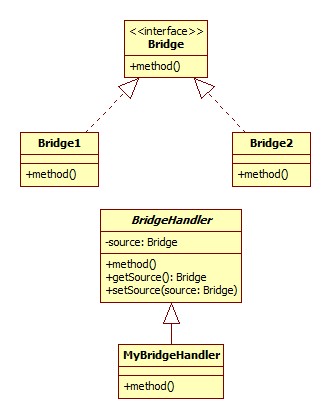 <<interface>>
Bridge
+method()
Bridge1
Bridge2
+method()
+method()
BridgeHandler
-source: Bridge
+method()
+getSource(): Bridge
+setSource(source: Bridge)
MyBridgeHandler
+method()